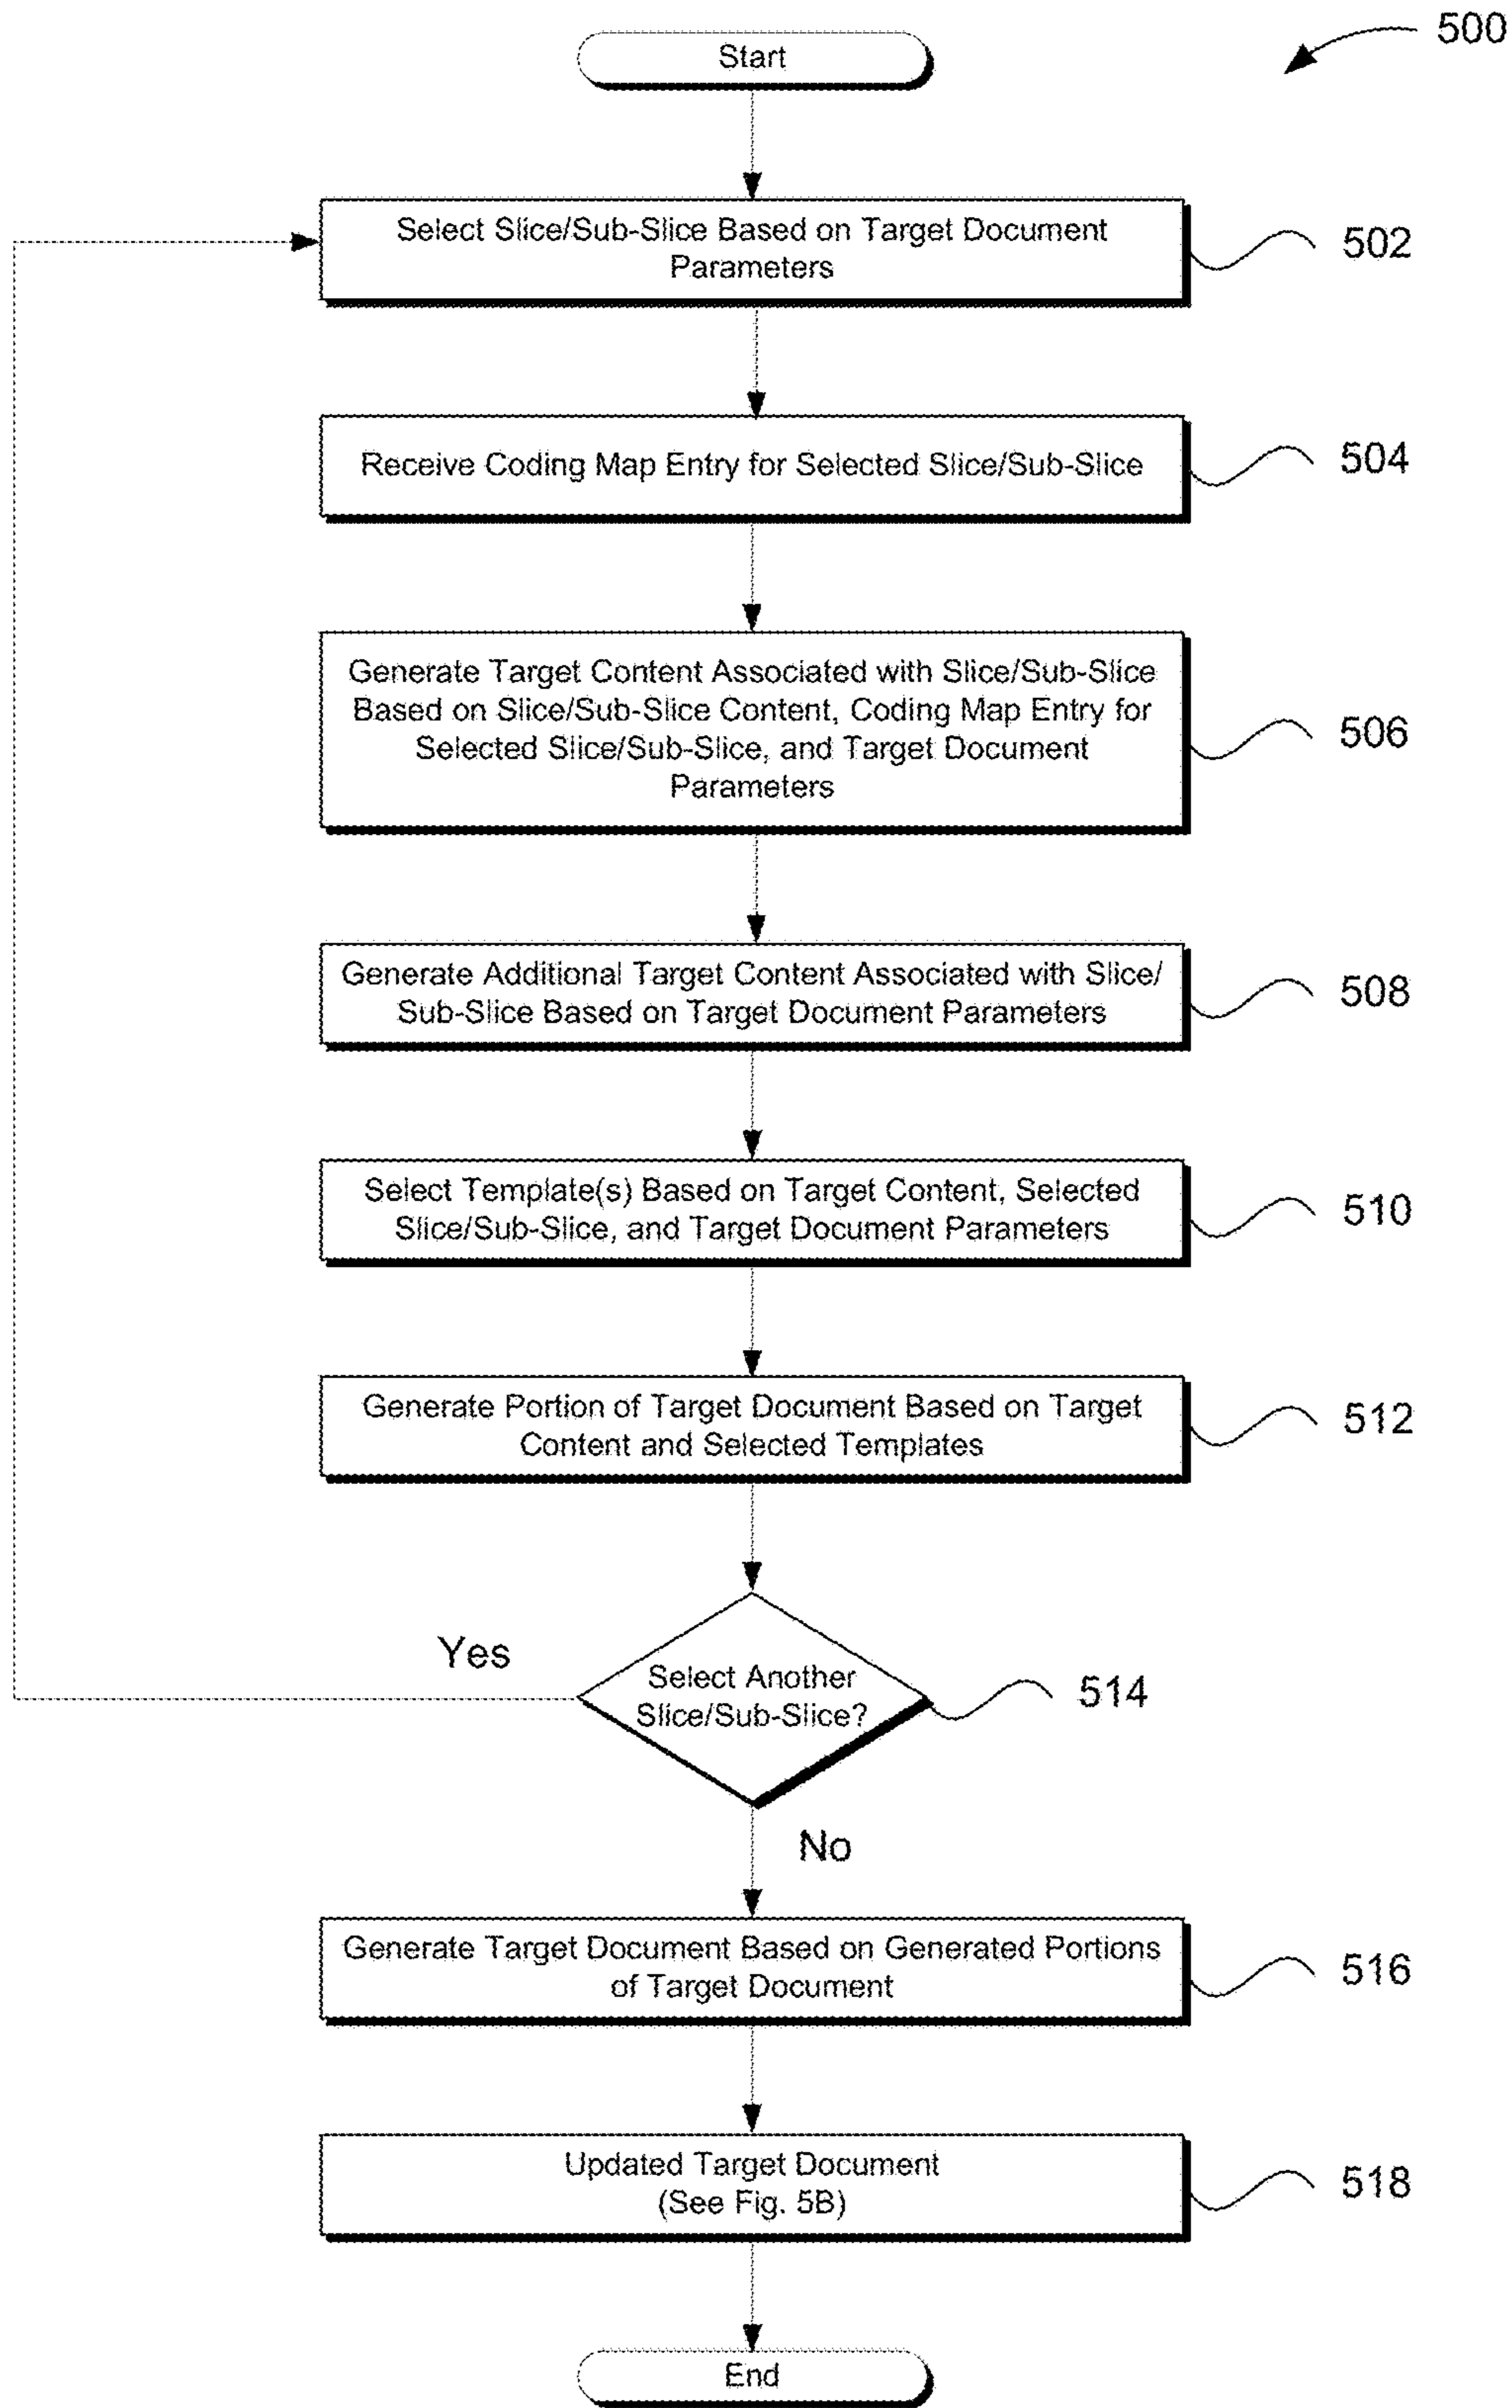 500
Start
Select Slice/Sub-Slice Based on Target Document
Parameters
502
Receive Coding Map Entry for Selected Slice/Sub-Slice
504
Generate Target Content Associated with Slice/Sub-Slice
Based on Slice/Sub-Slice Content, Coding Map Entry for
Selected Slice/Sub-Slice, and Target Document
Parameters
506
Generate Additional Target Content Associated with Slice/
Sub-Slice Based on Target Document Parameters
508
Select Template(s) Based on Target Content, Selected
Slice/Sub-Slice, and Target Document Parameters
510
Generate Portion of Target Document Based on Target
Content and Selected Templates
512
Yes
Select Another
Slice/Sub-Slice?
514
No
Generate Target Document Based on Generated Portions
of Target Document
516
Updated Target Document
(See Fig. 5B)
518
End